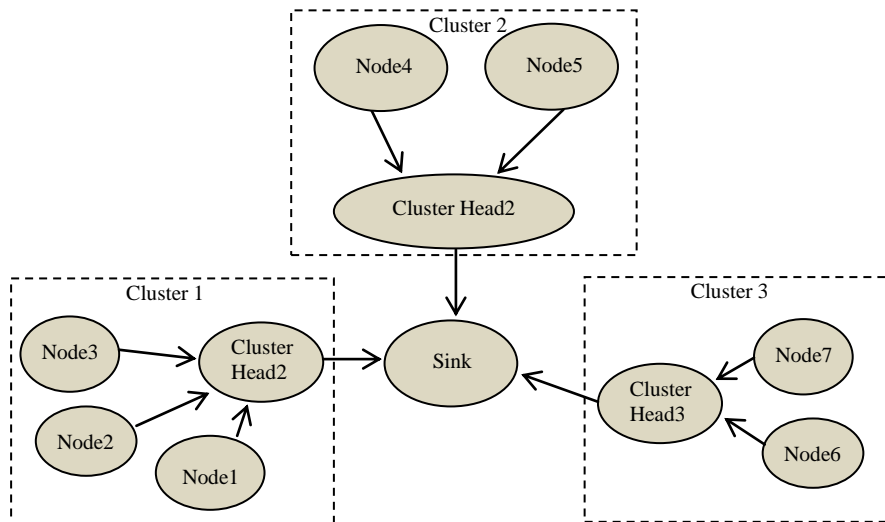 Cluster 2
Node4
Node5
Cluster Head2
Cluster 1
Node3
Cluster
Head2
Node2
Node1
Sink
Cluster 3
Node7
Cluster
Head3
Node6